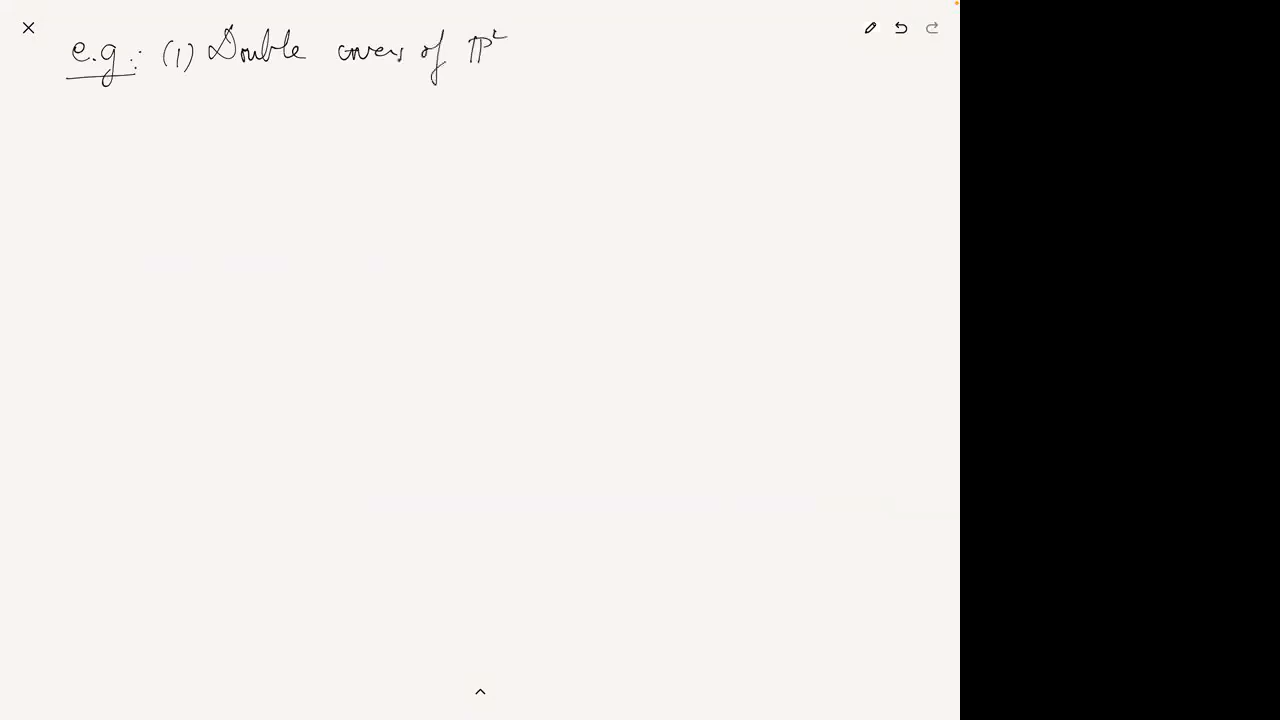 e.g.: (1) Double covers of ℙ²